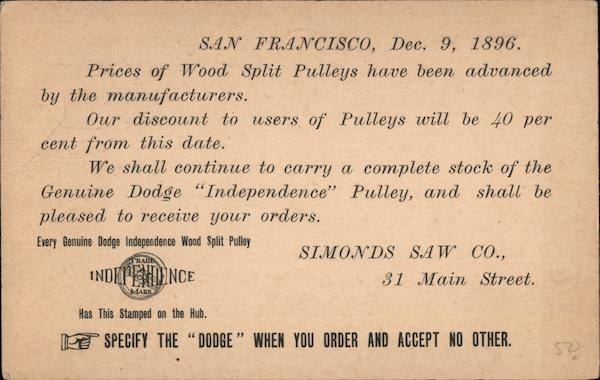 SAN FRANCISCO, Dec. 9, 1896.
Prices of Wood Split Pulleys have been advanced
by the manufacturers.
Our discount to users of Pulleys will be 40 per
cent from this date.
We shall continue to carry a complete stock of the
Genuine Dodge "Independence" Pulley, and shall be
pleased to receive your orders.
Every Genuine Dodge Independence Wood Split Pulley
TRADE
INDEPENDENCE
MARK
Has This Stamped on the Hub.
SIMONDS SAW CO.,
31 Main Street.
SPECIFY THE "DODGE" WHEN YOU ORDER AND ACCEPT NO OTHER.